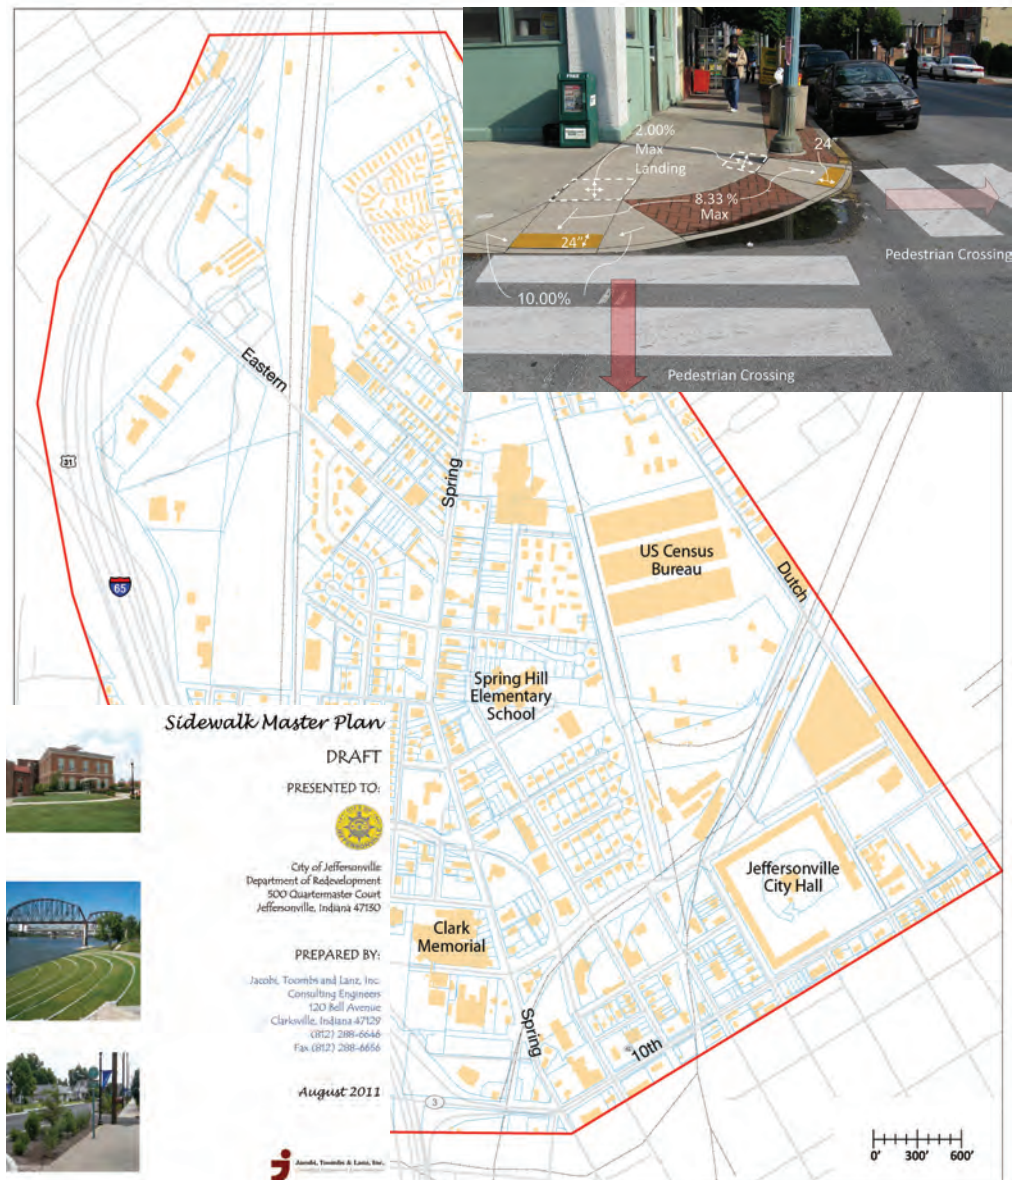 FREE
2.00%
Max
Landing
24
8.33 %
Max
24"
10.00%
Pedestrian Crossing
Pedestrian Crossing
Eastern
Spring
31
65
US Census
Bureau
Dutch
Spring Hill
Elementary
School
Sidewalk Master Plan
DRAFT
PRESENTED TO:
City of Jeffersonville
Department of Redevelopment
500 Quartermaster Court
Jeffersonville, Indiana 47130
PREPARED BY:
Jacobi, Toombs and Lanz, Inc.
Consulting Engineers
120 Bell Avenue
Clarksville, Indiana 47129
(812) 288-6646
Fax (812) 288-6656
August 2011
Jacobi, Toombs & Lanz, Inc.
Jeffersonville
City Hall
Clark
Memorial
Spring
10th
3
0' 300' 600'